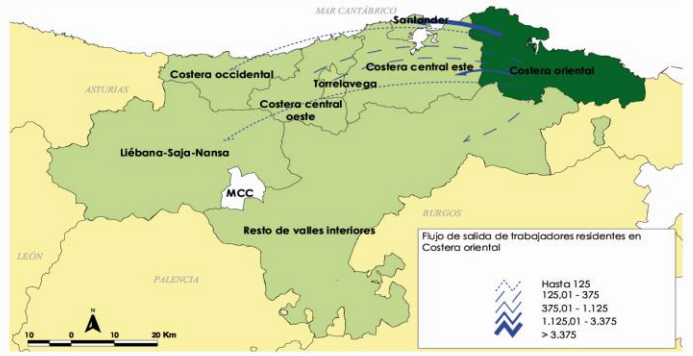 MAR CANTÁBRICO
Santander
Costera occidental
Costera central este
Costera oriental
Torrelavega
ASTURIAS
Costera central
oeste
Liébana-Saja-Nansa
MCC
Resto de valles interiores
BURGOS
LEÓN
PALENCIA
Flujo de salida de trabajadores residentes en
Costera oriental
Hasta 125
125,01 - 375
375,01 - 1.125
1.125,01 - 3.375
> 3.375
N
10 0 10 20 Km